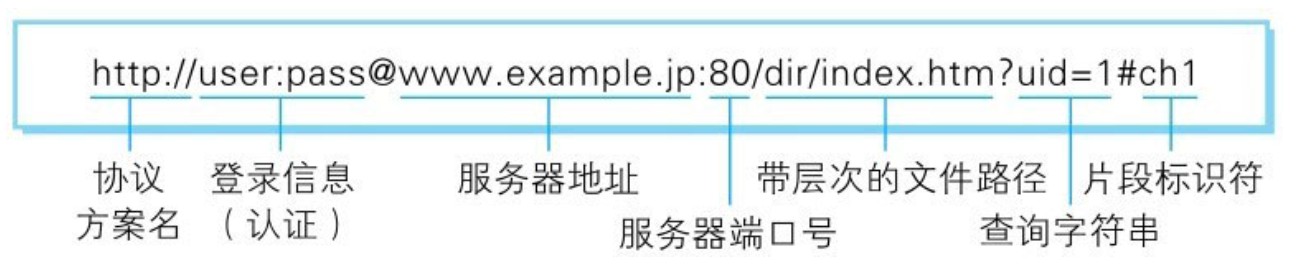 http://user:pass@www.example.jp:80/dir/index.htm?uid=1#ch1
协议
方案名
登录信息
（认证）
服务器地址
服务器端口号
带层次的文件路径
查询字符串
片段标识符